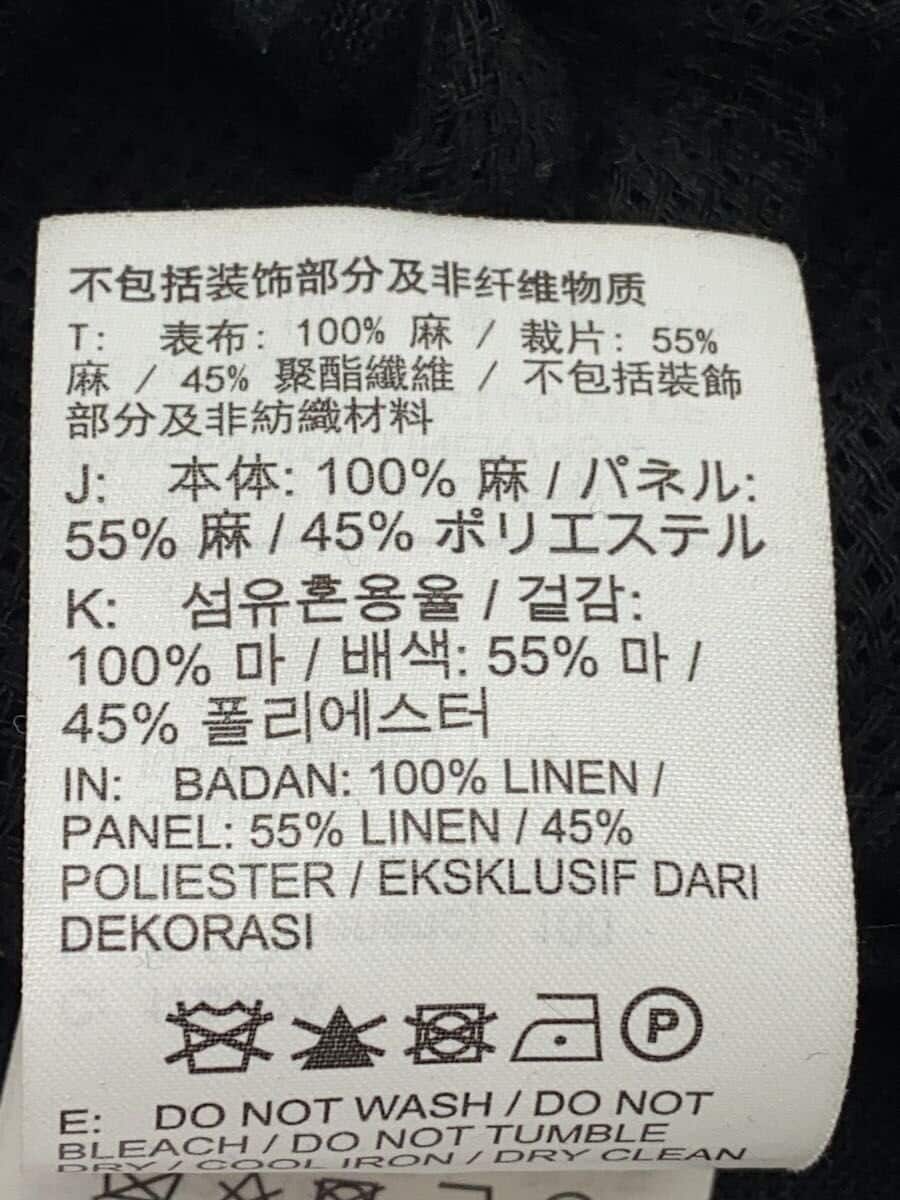 不包括装饰部分及非纤维物质
T: 表布: 100% 麻 / 裁片: 55%
麻 / 45% 聚酯纖維 / 不包括裝飾
部分及非紡織材料
J: 本体: 100% 麻 / パネル:
55% 麻 / 45% ポリエステル
K: 섬유혼용율 / 겉감:
100% 마 / 배색: 55% 마 /
45% 폴리에스터
IN: BADAN: 100% LINEN /
PANEL: 55% LINEN / 45%
POLIESTER / EKSKLUSIF DARI
DEKORASI
P
E: DO NOT WASH / DO NOT
BLEACH / DO NOT TUMBLE
DRY / COOL IRON / DRY CLEAN